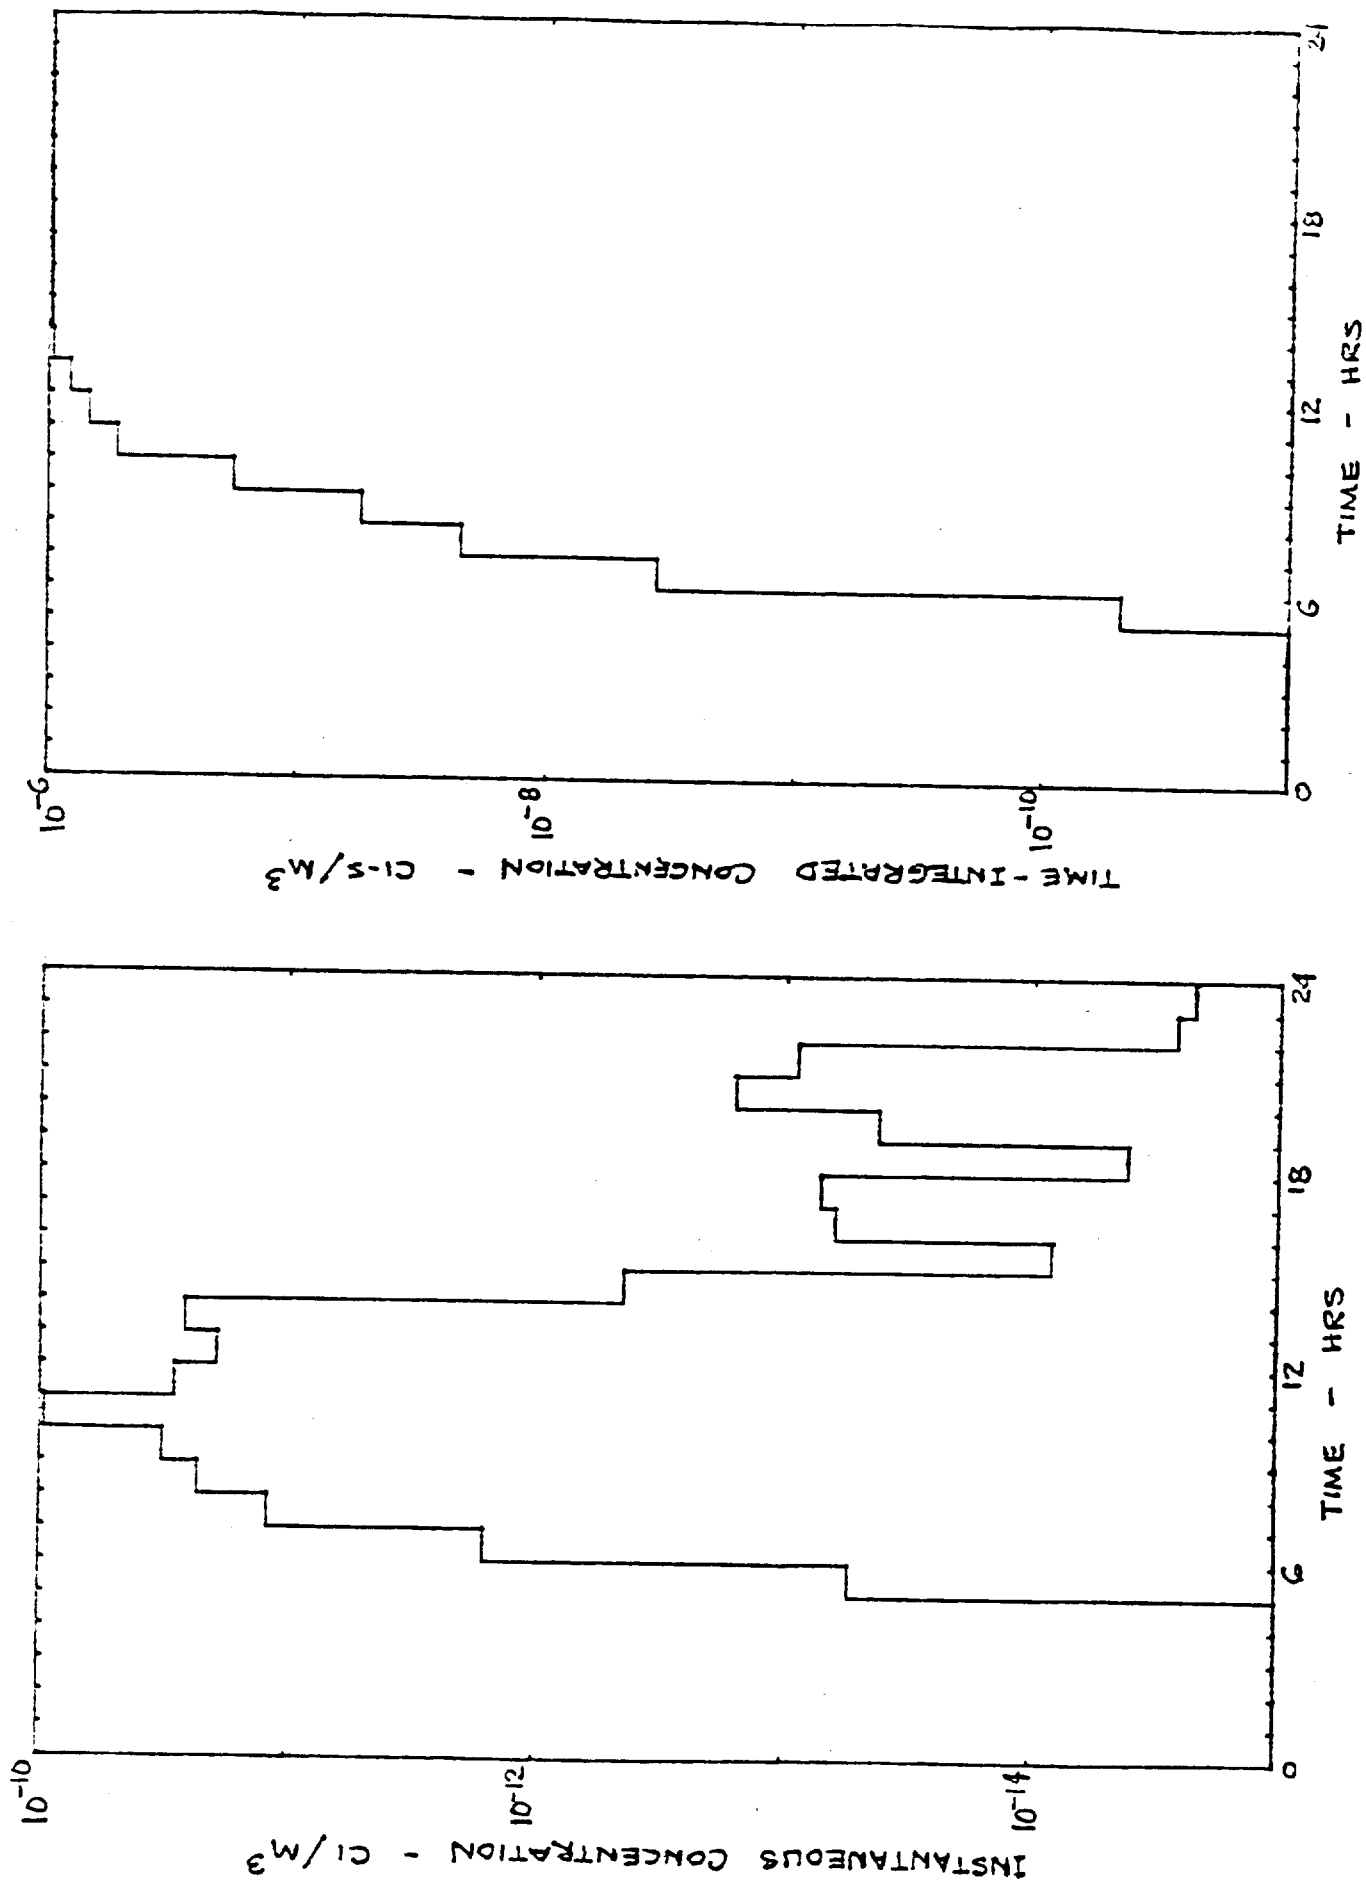 INSTANTANEOUS CONCENTRATION - CI/M³
10⁻¹⁰
10⁻¹²
10⁻¹⁴
0 6 12 18 24
TIME - HRS
TIME-INTEGRATED CONCENTRATION - CI-S/M³
10⁻⁶
10⁻⁸
10⁻¹⁰
0 6 12 18 24
TIME - HRS